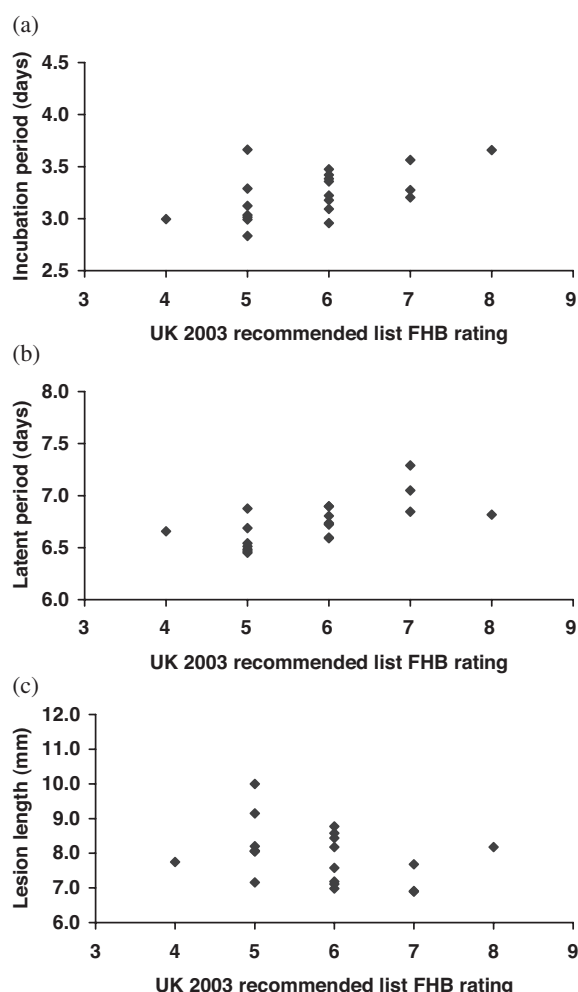 (a)
Incubation period (days)
4.5
4.0
3.5
3.0
2.5
3 4 5 6 7 8 9
UK 2003 recommended list FHB rating
(b)
Latent period (days)
8.0
7.5
7.0
6.5
6.0
3 4 5 6 7 8 9
UK 2003 recommended list FHB rating
(c)
Lesion length (mm)
12.0
11.0
10.0
9.0
8.0
7.0
6.0
3 4 5 6 7 8 9
UK 2003 recommended list FHB rating